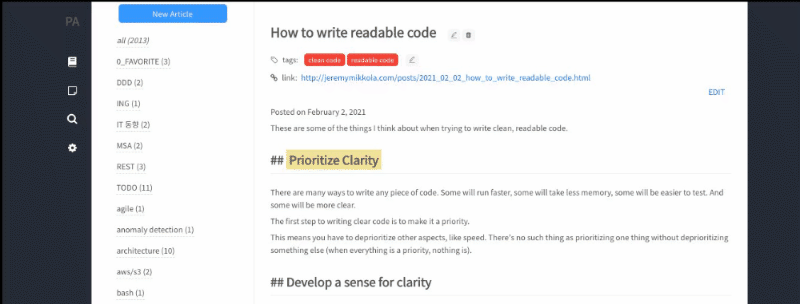 PA
New Article
all (2013)
0_FAVORITE (3)
DDD (2)
ING (1)
IT 동향 (2)
MSA (2)
REST (3)
TODO (11)
agile (1)
anomaly detection (1)
architecture (10)
aws/s3 (2)
bash (1)
How to write readable code
tags: clean code readable code
link: http://jeremymikkola.com/posts/2021_02_02_how_to_write_readable_code.html
EDIT
Posted on February 2, 2021
These are some of the things I think about when trying to write clean, readable code.
## Prioritize Clarity
There are many ways to write any piece of code. Some will run faster, some will take less memory, some will be easier to test. And
some will be more clear.
The first step to writing clear code is to make it a priority.
This means you have to deprioritize other aspects, like speed. There's no such thing as prioritizing one thing without deprioritizing
something else (when everything is a priority, nothing is).
## Develop a sense for clarity